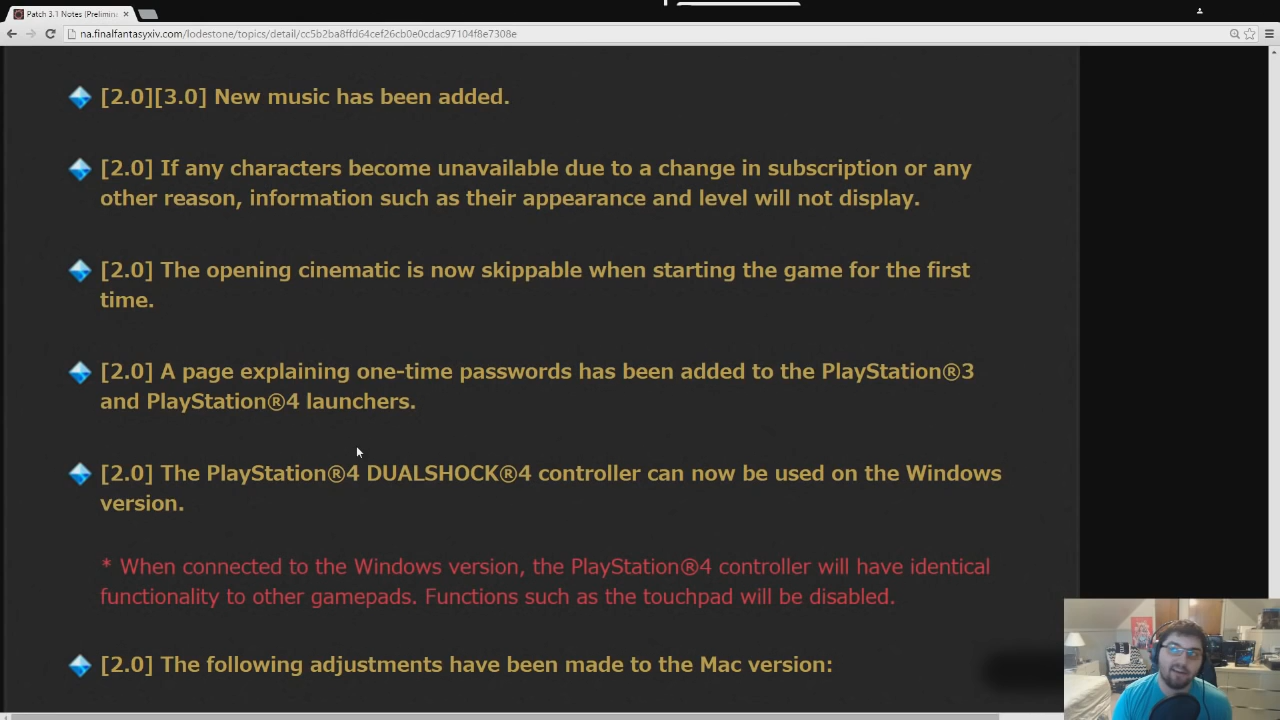 Patch 3.1 Notes (Prelimin
na.finalfantasyxiv.com/lodestone/topics/detail/cc5b2ba8ffd64cef26cb0e0cdac97104f8e7308e
[2.0][3.0] New music has been added.
[2.0] If any characters become unavailable due to a change in subscription or any
other reason, information such as their appearance and level will not display.
[2.0] The opening cinematic is now skippable when starting the game for the first
time.
[2.0] A page explaining one-time passwords has been added to the PlayStation®3
and PlayStation®4 launchers.
[2.0] The PlayStation®4 DUALSHOCK®4 controller can now be used on the Windows
version.
* When connected to the Windows version, the PlayStation®4 controller will have identical
functionality to other gamepads. Functions such as the touchpad will be disabled.
[2.0] The following adjustments have been made to the Mac version: